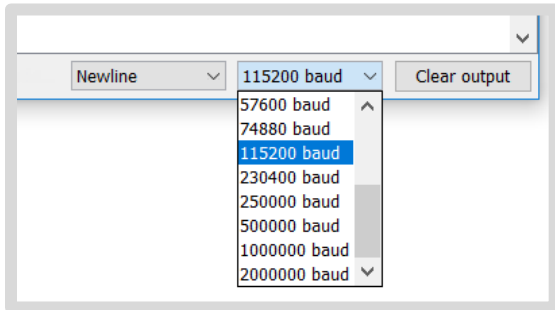 Newline 115200 baud Clear output
57600 baud
74880 baud
115200 baud
230400 baud
250000 baud
500000 baud
1000000 baud
2000000 baud